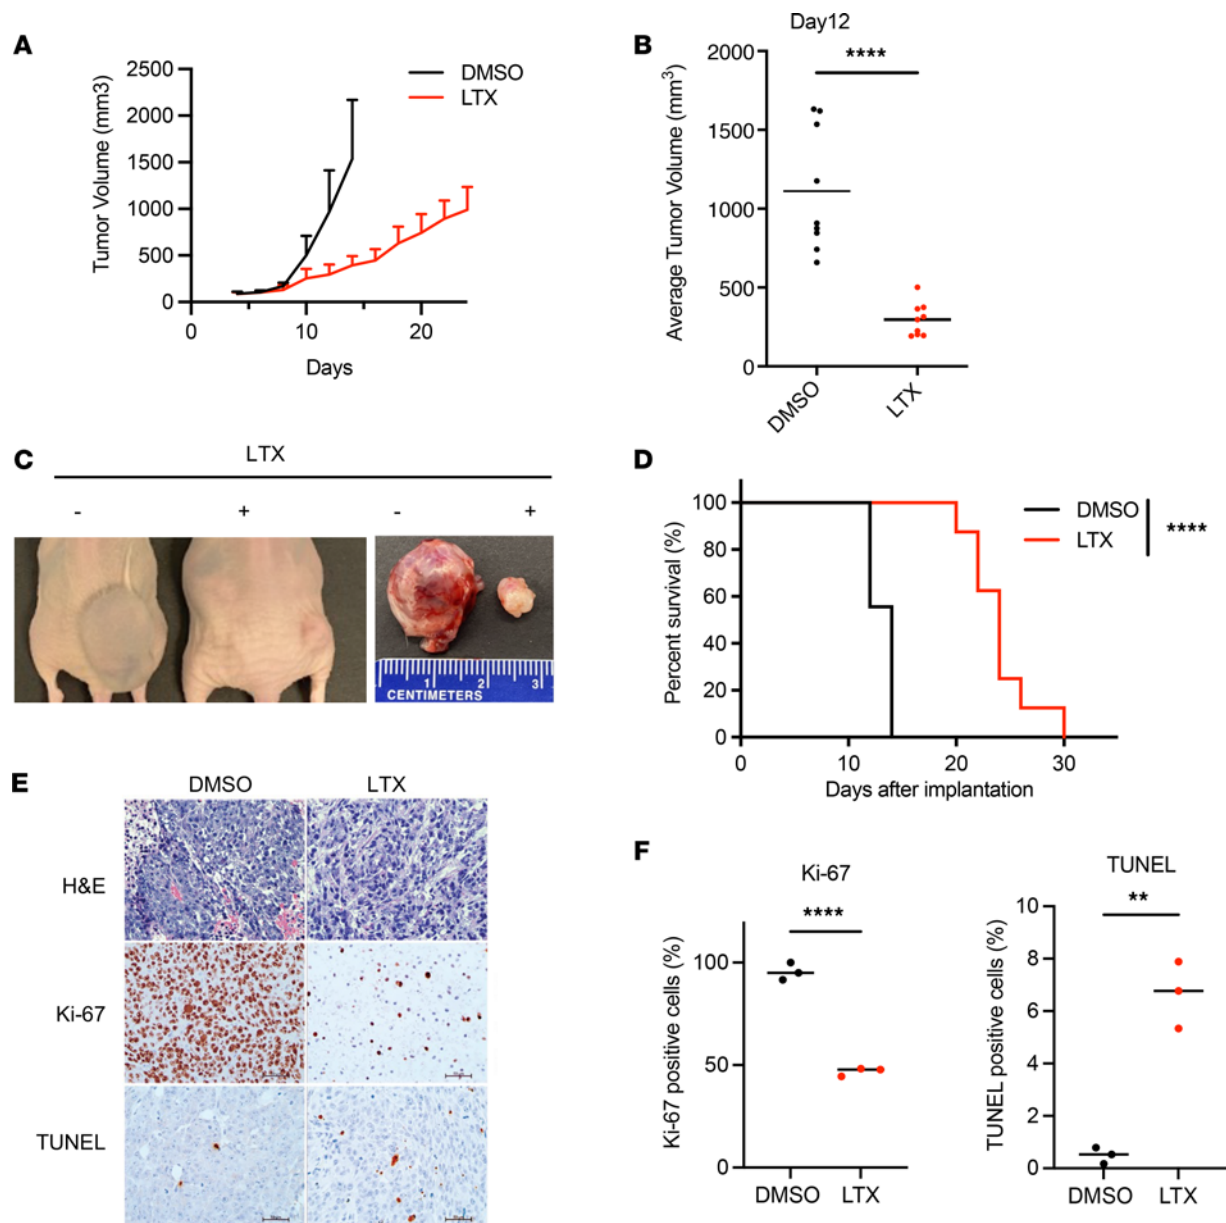 A
Tumor Volume (mm3)
2500
2000
1500
1000
500
0
0
10
20
Days
DMSO
LTX
B
Day12
****
Average Tumor Volume (mm³)
2000
1500
1000
500
0
DMSO
LTX
C
LTX
- + - +
1 2 3
CENTIMETERS
D
Percent survival (%)
100
80
60
40
20
0
0 10 20 30
Days after implantation
DMSO
LTX
****
E
DMSO LTX
H&E
Ki-67
TUNEL
F
Ki-67
****
Ki-67 positive cells (%)
100
50
0
DMSO LTX
TUNEL
**
TUNEL positive cells (%)
10
8
6
4
2
0
DMSO LTX